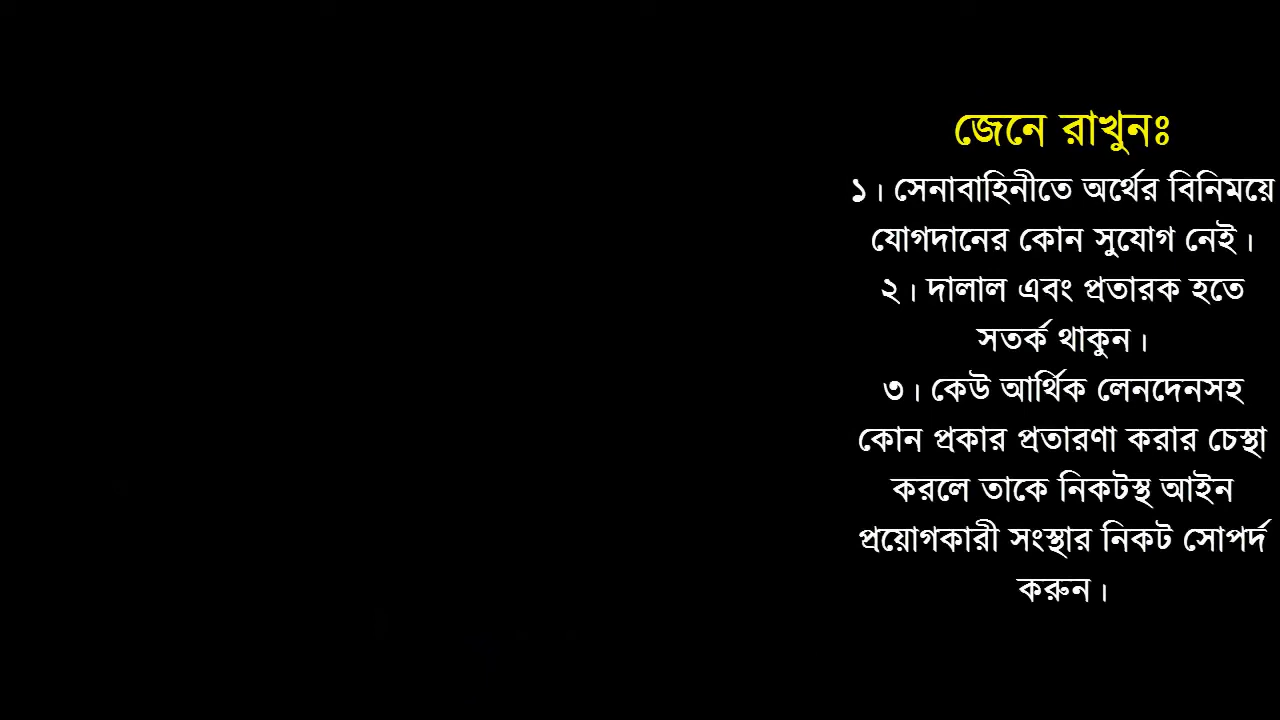 জেনে রাখুনঃ
১। সেনাবাহিনীতে অর্থের বিনিময়ে
যোগদানের কোন সুযোগ নেই।
২। দালাল এবং প্রতারক হতে
সতর্ক থাকুন।
৩। কেউ আর্থিক লেনদেনসহ
কোন প্রকার প্রতারণা করার চেস্থা
করলে তাকে নিকটস্থ আইন
প্রয়োগকারী সংস্থার নিকট সোপর্দ
করুন।